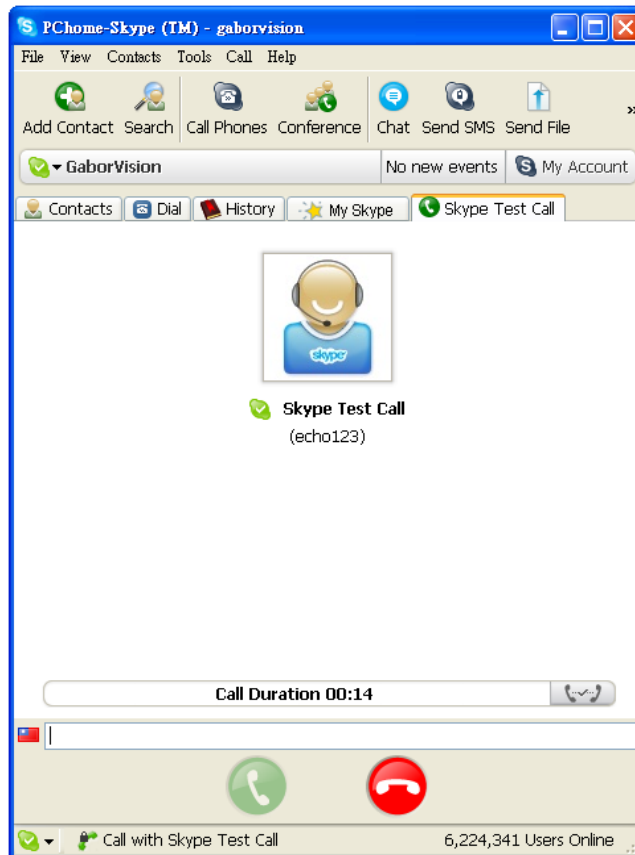 PChome-Skype (TM) - gaborvision
File View Contacts Tools Call Help
Add Contact Search Call Phones Conference Chat Send SMS Send File
GaborVision No new events My Account
Contacts Dial History My Skype Skype Test Call
skype
Skype Test Call
(echo123)
Call Duration 00:14
Call with Skype Test Call 6,224,341 Users Online